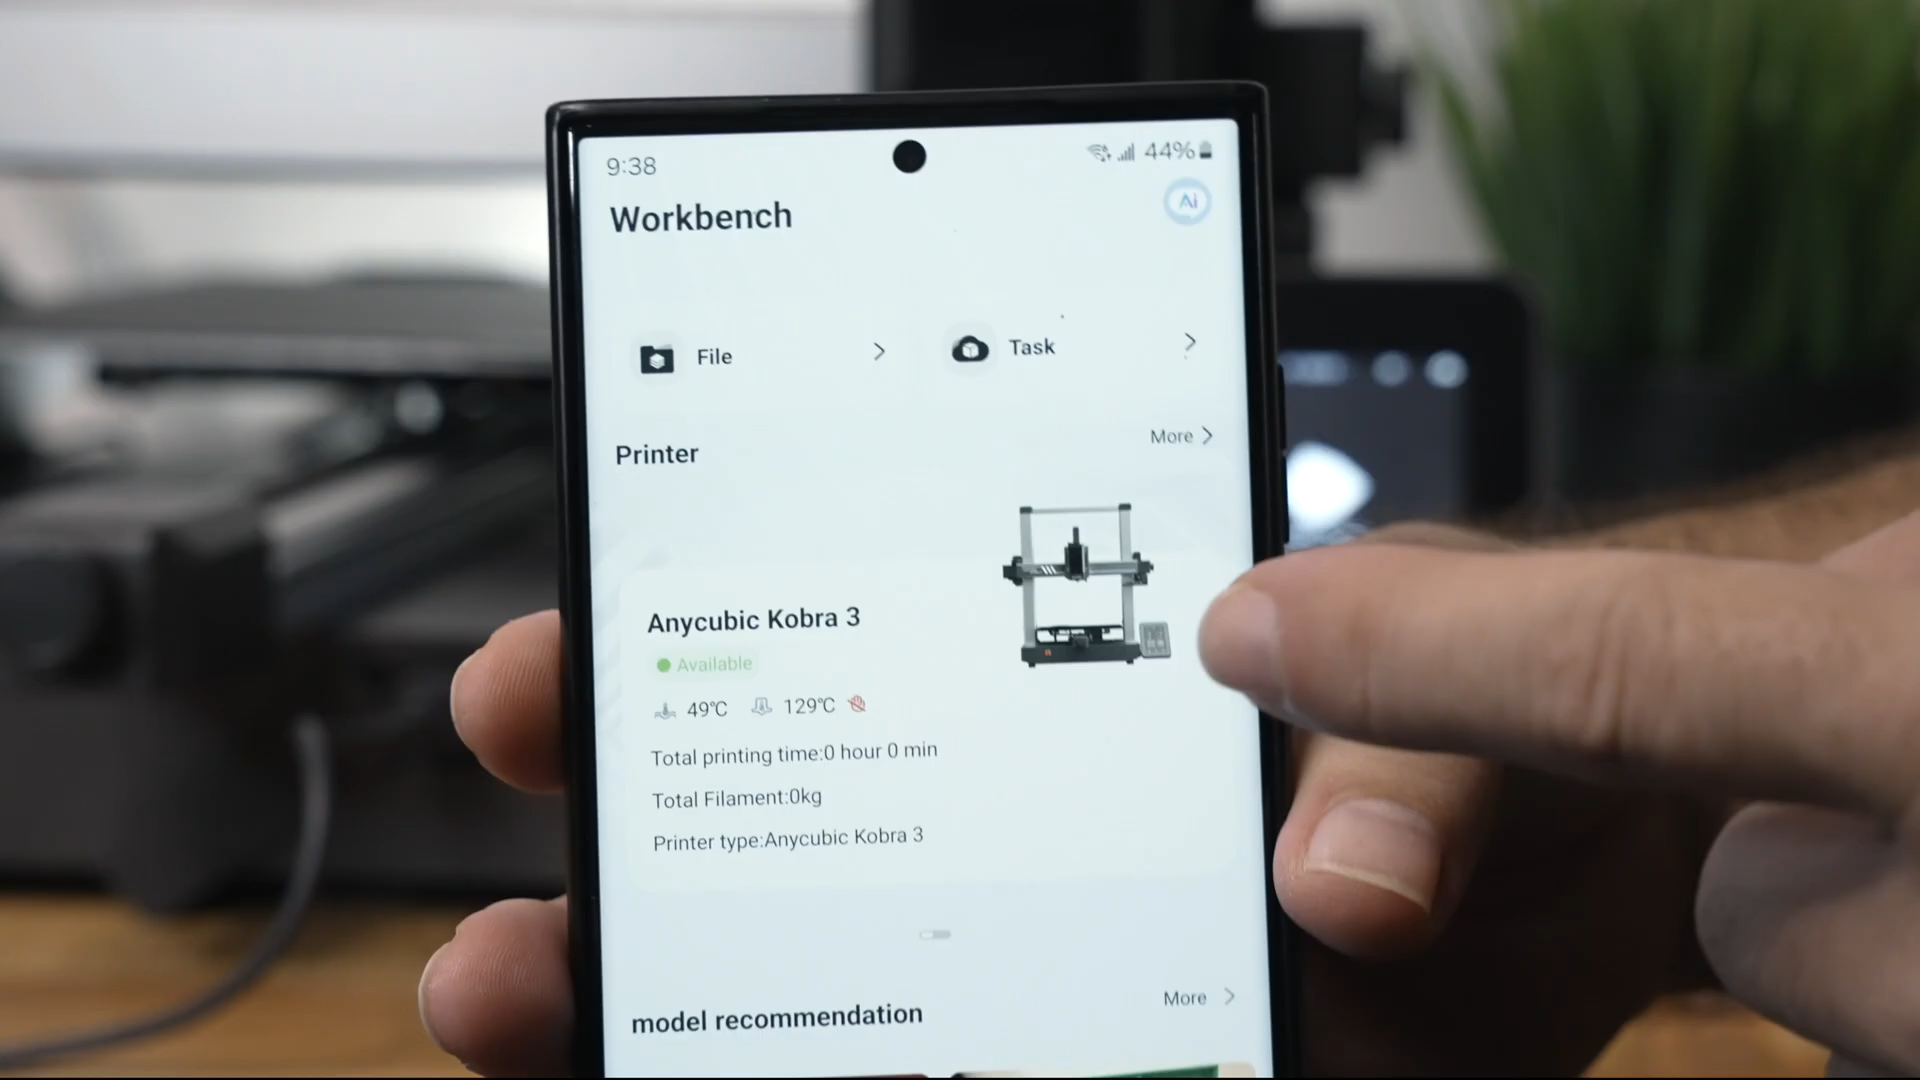 9:38
44%
Workbench
Ai
File
Task
Printer
More
Anycubic Kobra 3
Available
49℃
129℃
Total printing time:0 hour 0 min
Total Filament:0kg
Printer type:Anycubic Kobra 3
model recommendation
More